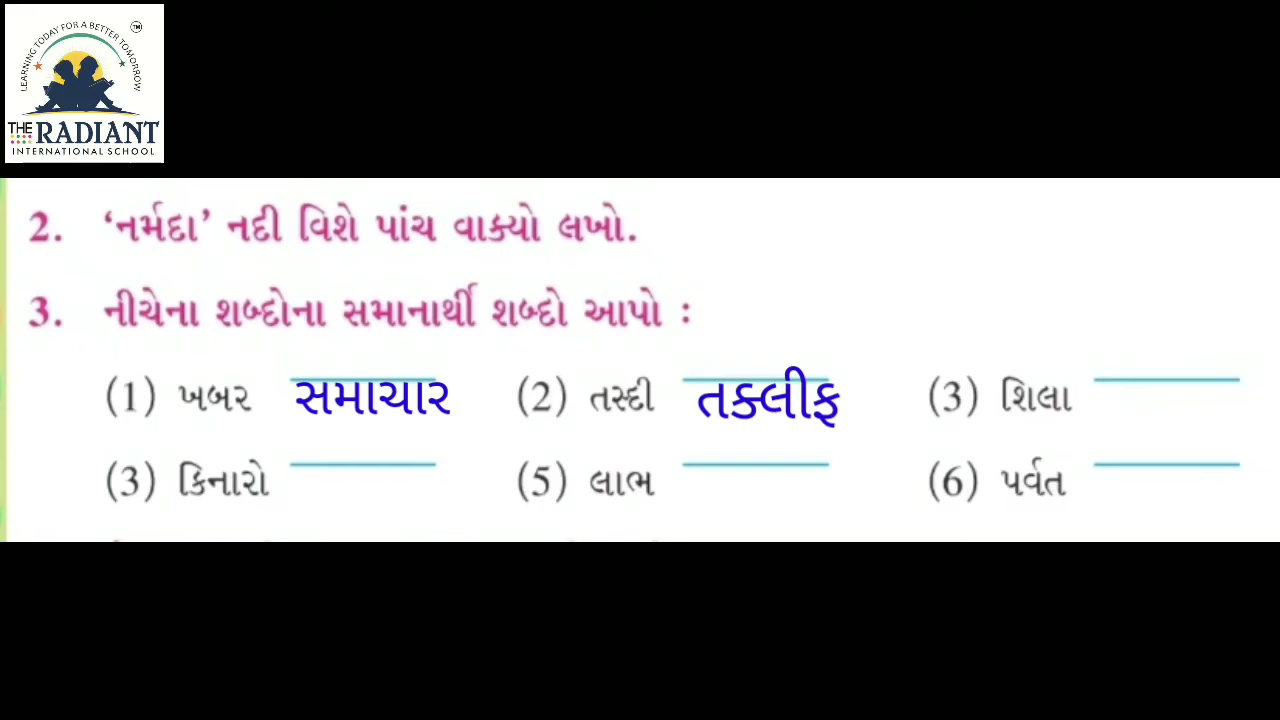 LEARNING TODAY FOR A BETTER TOMORROW
TM
THE RADIANT
INTERNATIONAL SCHOOL
2. ‘નર્મદા’ નદી વિશે પાંચ વાક્યો લખો.
3. નીચેના શબ્દોના સમાનાર્થી શબ્દો આપો :
(1) ખબર સમાચાર (2) તસ્દી તક્લીફ (3) શિલા
(3) કિનારો (5) લાભ (6) પર્વત